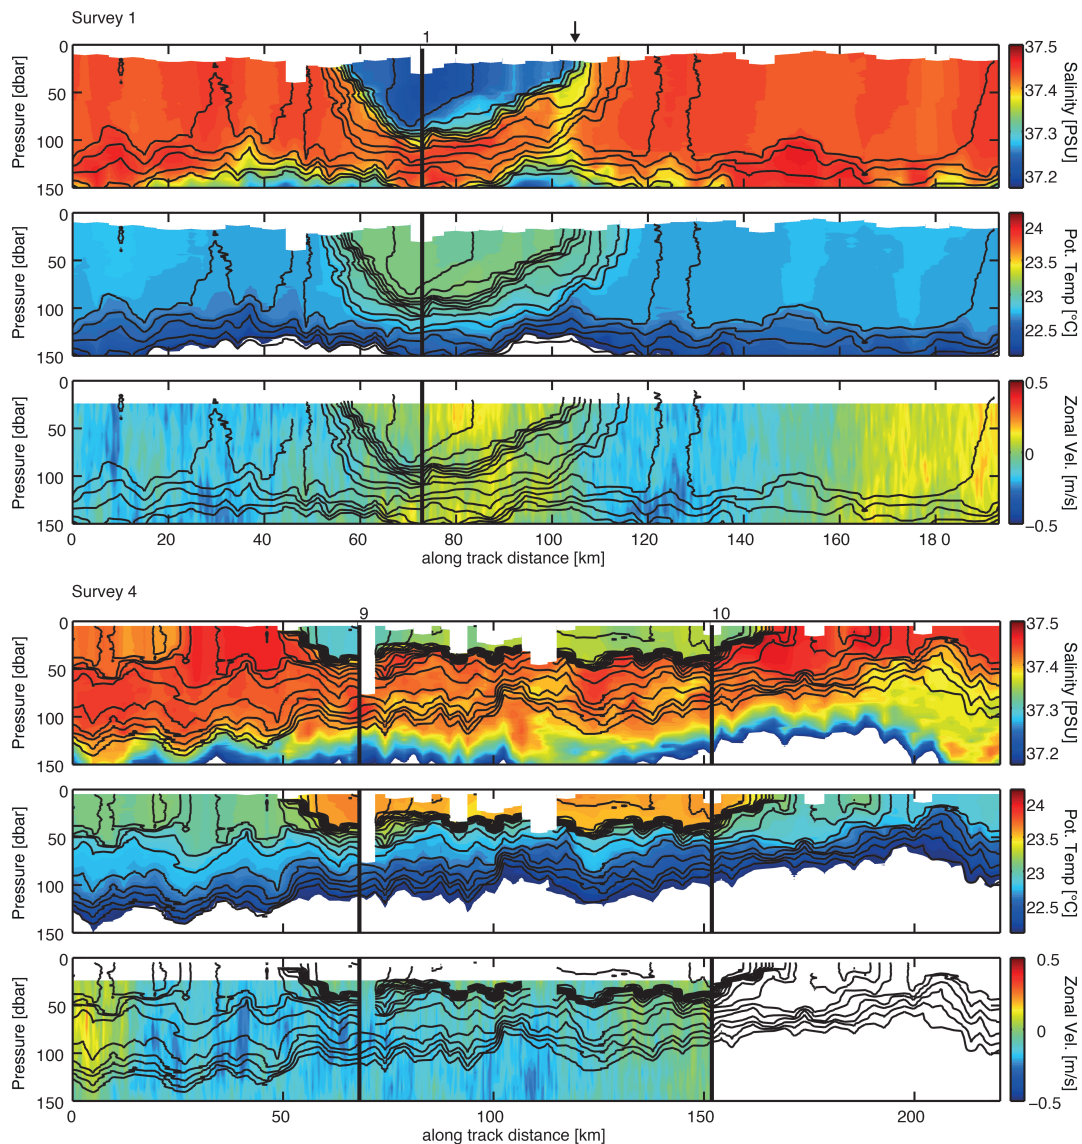 Survey 1
1
0
50
100
150
Pressure [dbar]
37.5
37.4
37.3
37.2
Salinity [PSU]
0
50
100
150
Pressure [dbar]
24
23.5
23
22.5
Pot. Temp [°C]
0
50
100
150
Pressure [dbar]
0.5
0
−0.5
Zonal Vel. [m/s]
0 20 40 60 80 100 120 140 160 18 0
along track distance [km]
Survey 4
9 10
0
50
100
150
Pressure [dbar]
37.5
37.4
37.3
37.2
Salinity [PSU]
0
50
100
150
Pressure [dbar]
24
23.5
23
22.5
Pot. Temp [°C]
0
50
100
150
Pressure [dbar]
0.5
0
−0.5
Zonal Vel. [m/s]
0 50 100 150 200
along track distance [km]